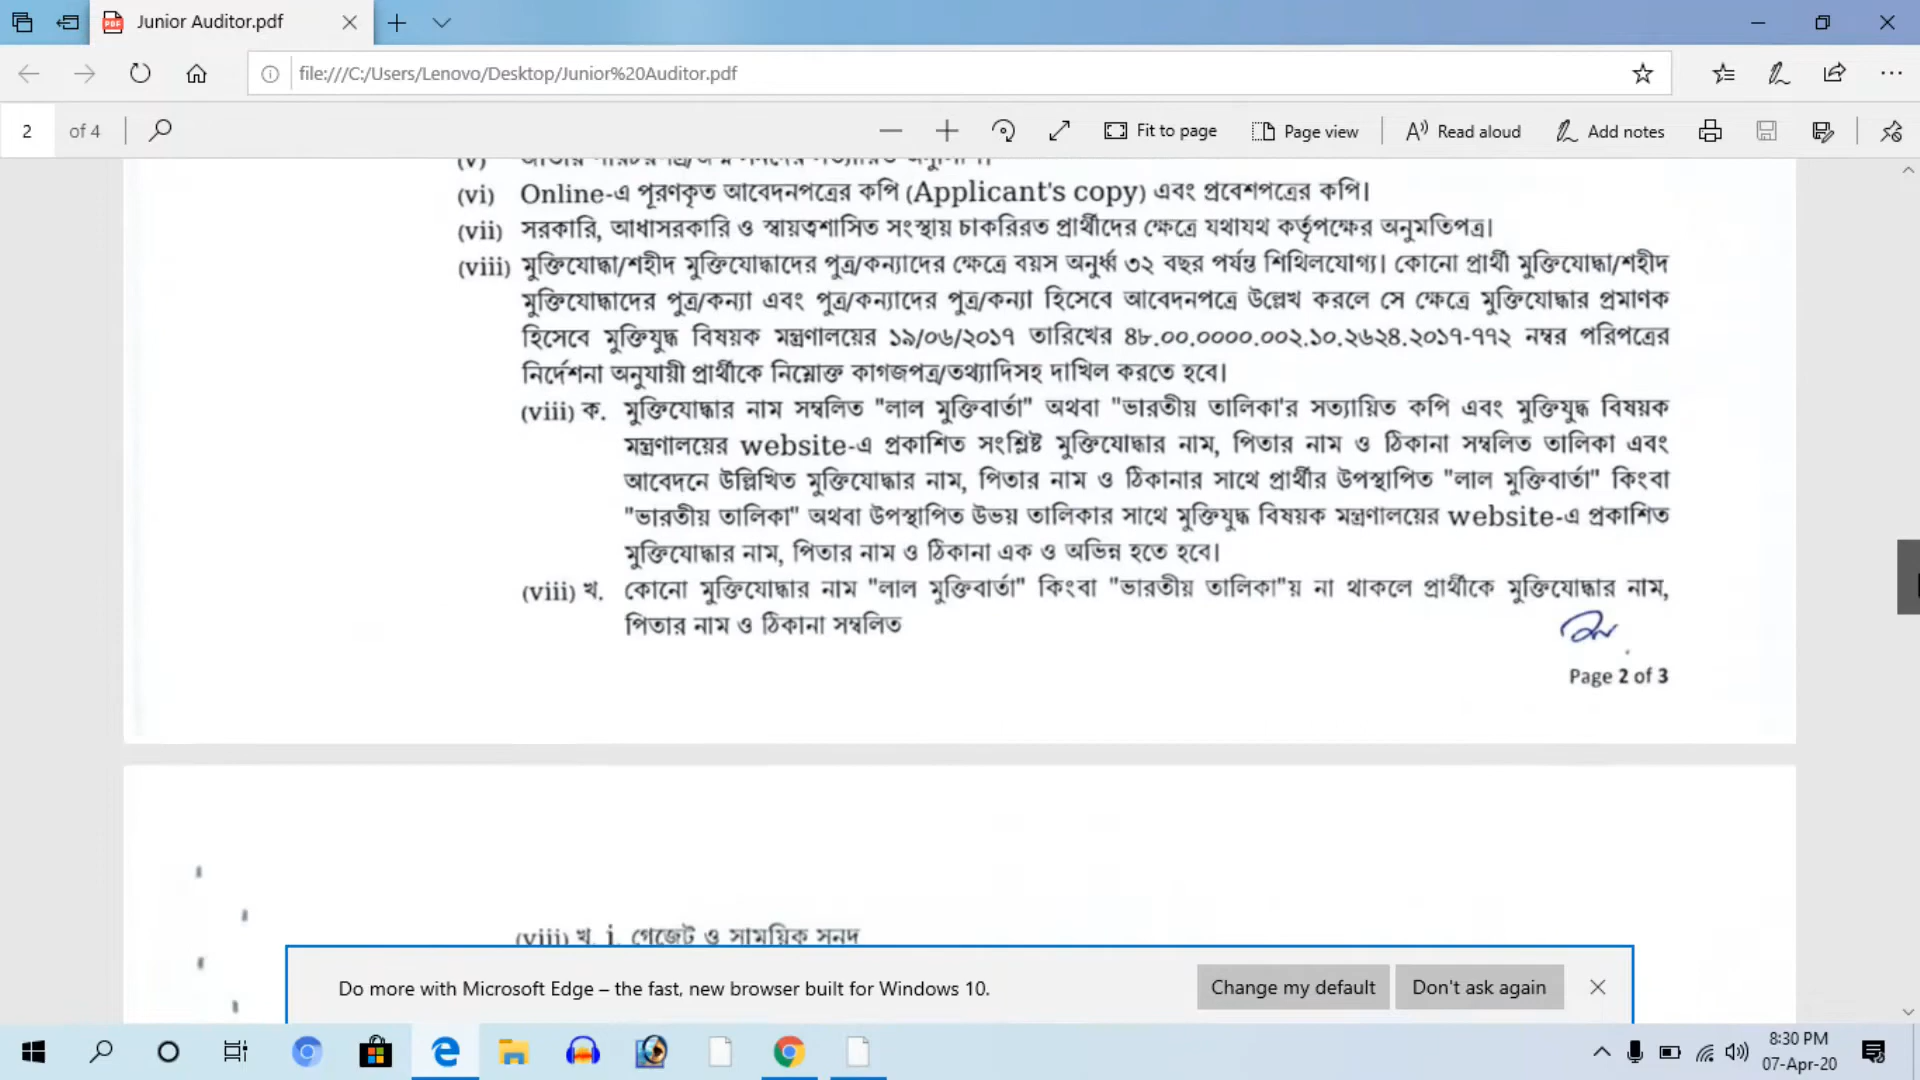 Junior Auditor.pdf
file:///C:/Users/Lenovo/Desktop/Junior%20Auditor.pdf
2 of 4 Fit to page Page view Read aloud Add notes
(v)
(vi) Online-এ পূরণকৃত আবেদনপত্রের কপি (Applicant's copy) এবং প্রবেশপত্রের কপি।
(vii) সরকারি, আধাসরকারি ও স্বায়ত্বশাসিত সংস্থায় চাকরিরত প্রার্থীদের ক্ষেত্রে যথাযথ কর্তৃপক্ষের অনুমতিপত্র।
(viii) মুক্তিযোদ্ধা/শহীদ মুক্তিযোদ্ধাদের পুত্র/কন্যাদের ক্ষেত্রে বয়স অনুর্ধ্ব ৩২ বছর পর্যন্ত শিথিলযোগ্য। কোনো প্রার্থী মুক্তিযোদ্ধা/শহীদ
মুক্তিযোদ্ধাদের পুত্র/কন্যা এবং পুত্র/কন্যাদের পুত্র/কন্যা হিসেবে আবেদনপত্রে উল্লেখ করলে সে ক্ষেত্রে মুক্তিযোদ্ধার প্রমাণক
হিসেবে মুক্তিযুদ্ধ বিষয়ক মন্ত্রণালয়ের ১৯/০৬/২০১৭ তারিখের ৪৮.০০.০০০০.০০২.১০.২৬২৪.২০১৭-৭৭২ নম্বর পরিপত্রের
নির্দেশনা অনুযায়ী প্রার্থীকে নিম্নোক্ত কাগজপত্র/তথ্যাদিসহ দাখিল করতে হবে।
(viii) ক. মুক্তিযোদ্ধার নাম সম্বলিত "লাল মুক্তিবার্তা" অথবা "ভারতীয় তালিকা'র সত্যায়িত কপি এবং মুক্তিযুদ্ধ বিষয়ক
মন্ত্রণালয়ের website-এ প্রকাশিত সংশ্লিষ্ট মুক্তিযোদ্ধার নাম, পিতার নাম ও ঠিকানা সম্বলিত তালিকা এবং
আবেদনে উল্লিখিত মুক্তিযোদ্ধার নাম, পিতার নাম ও ঠিকানার সাথে প্রার্থীর উপস্থাপিত "লাল মুক্তিবার্তা" কিংবা
"ভারতীয় তালিকা" অথবা উপস্থাপিত উভয় তালিকার সাথে মুক্তিযুদ্ধ বিষয়ক মন্ত্রণালয়ের website-এ প্রকাশিত
মুক্তিযোদ্ধার নাম, পিতার নাম ও ঠিকানা এক ও অভিন্ন হতে হবে।
(viii) খ. কোনো মুক্তিযোদ্ধার নাম "লাল মুক্তিবার্তা" কিংবা "ভারতীয় তালিকা"য় না থাকলে প্রার্থীকে মুক্তিযোদ্ধার নাম,
পিতার নাম ও ঠিকানা সম্বলিত
Page 2 of 3
(viii) খ. i. গেজেট ও সাময়িক সনদ
Do more with Microsoft Edge – the fast, new browser built for Windows 10. Change my default Don't ask again
8:30 PM
07-Apr-20